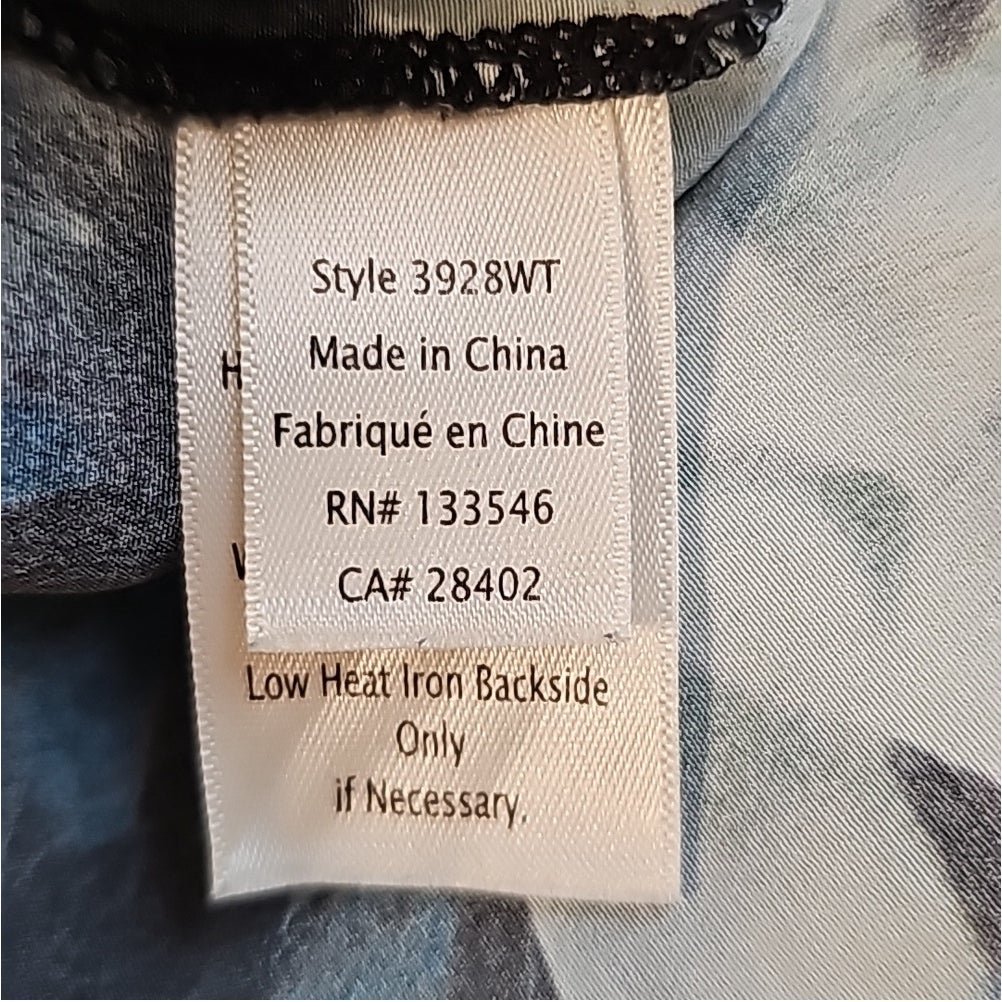 Style 3928WT
Made in China
Fabriqué en Chine
RN# 133546
CA# 28402
Low Heat Iron Backside
Only
if Necessary.